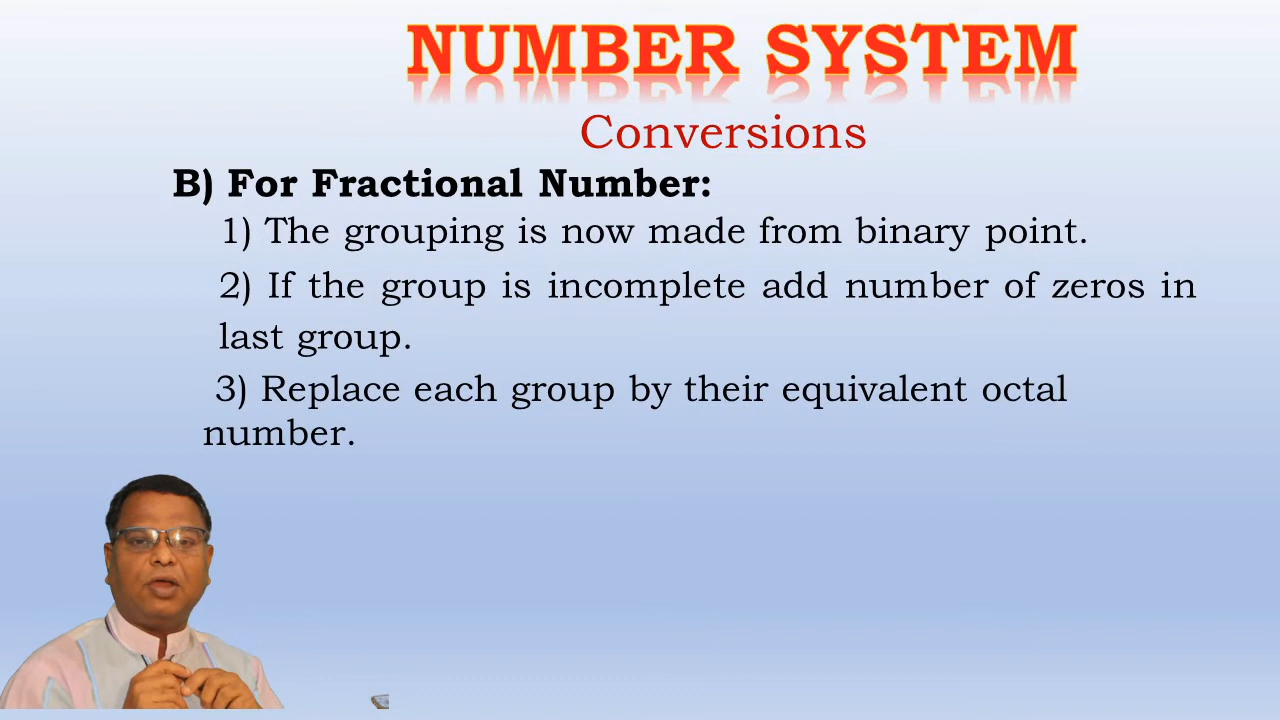 NUMBER SYSTEM
Conversions
B) For Fractional Number:
1) The grouping is now made from binary point.
2) If the group is incomplete add number of zeros in
last group.
3) Replace each group by their equivalent octal
number.